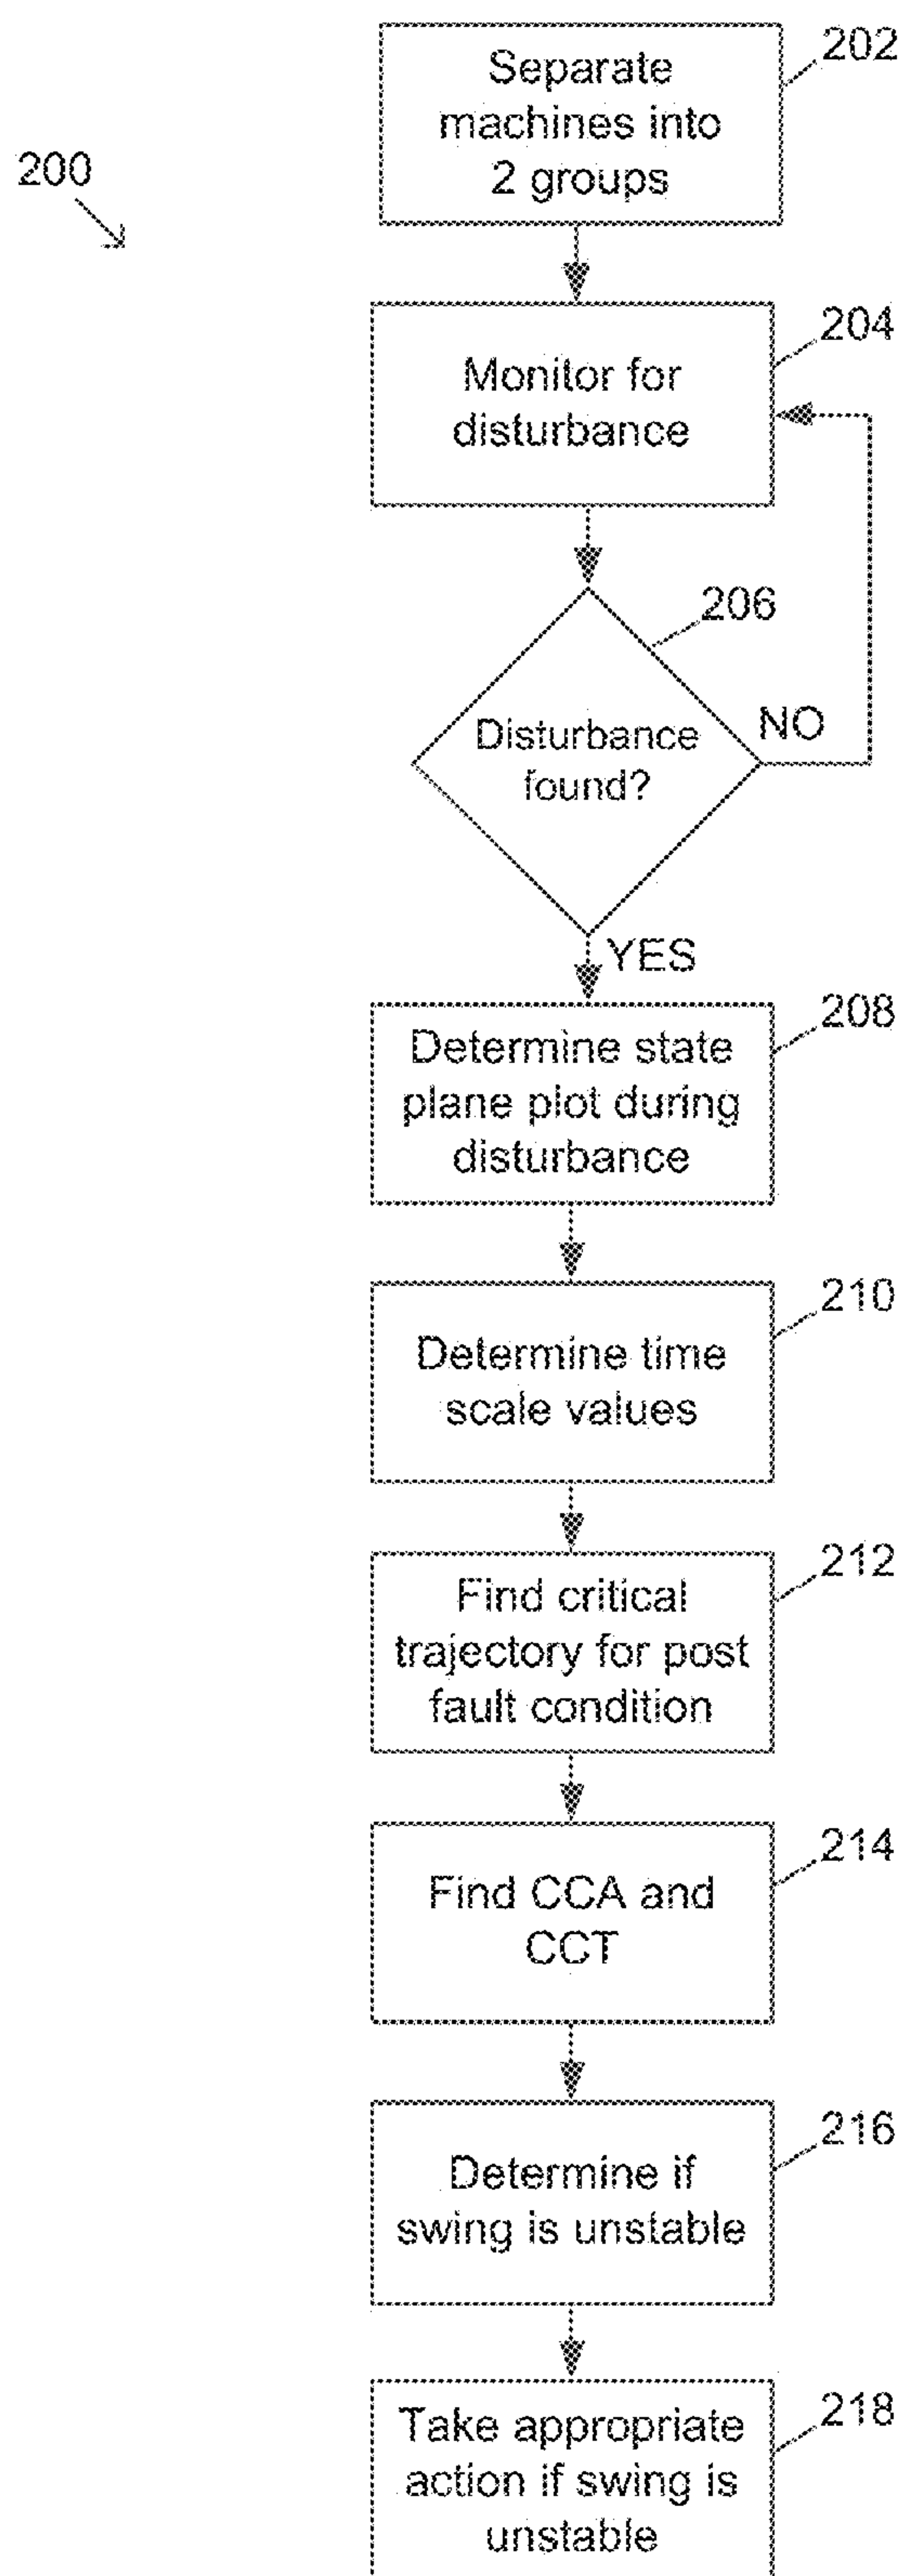 202
Separate
machines into
2 groups
200
204
Monitor for
disturbance
206
Disturbance
found?
NO
YES
208
Determine state
plane plot during
disturbance
210
Determine time
scale values
212
Find critical
trajectory for post
fault condition
214
Find CCA and
CCT
216
Determine if
swing is unstable
218
Take appropriate
action if swing is
unstable